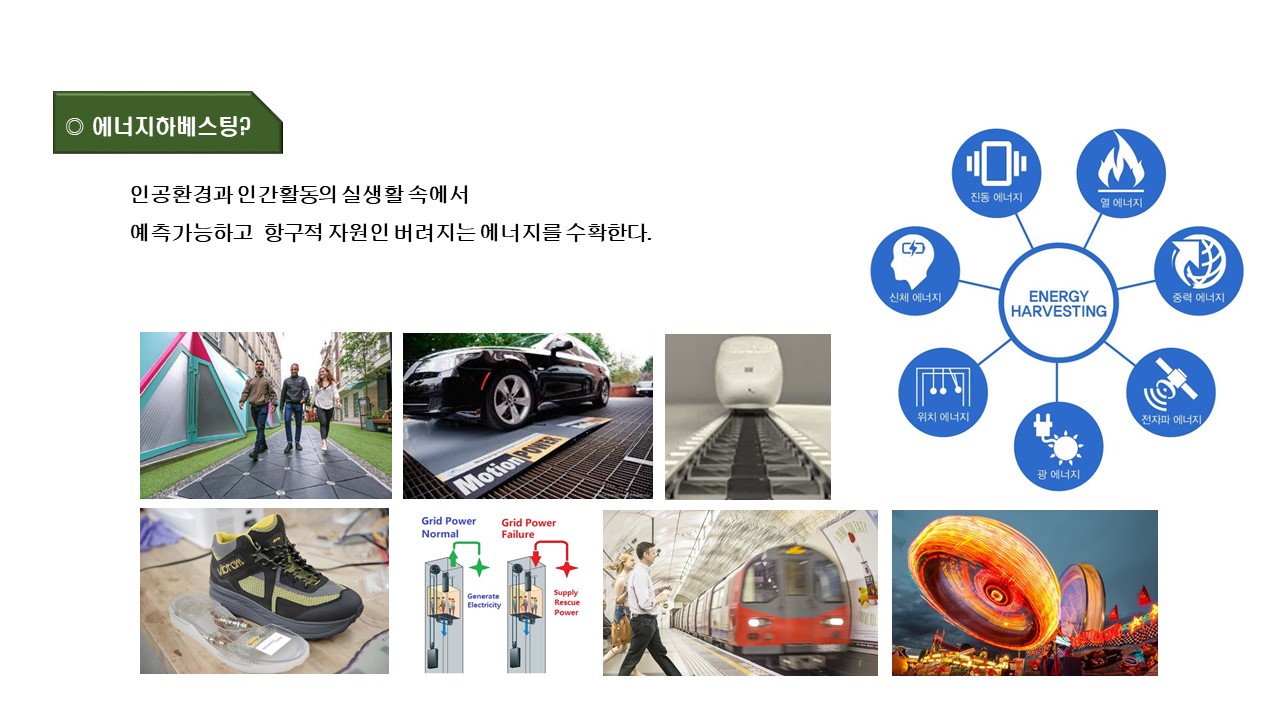 ◎ 에너지하베스팅?
인공환경과 인간활동의 실생활 속에서
예측가능하고 항구적 자원인 버려지는 에너지를 수확한다.
진동 에너지
열 에너지
신체 에너지
중력 에너지
ENERGY
HARVESTING
위치 에너지
전자파 에너지
광 에너지
MotionPOWER
vibram
Grid Power
Normal
Generate
Electricity
Grid Power
Failure
Supply
Rescue
Power